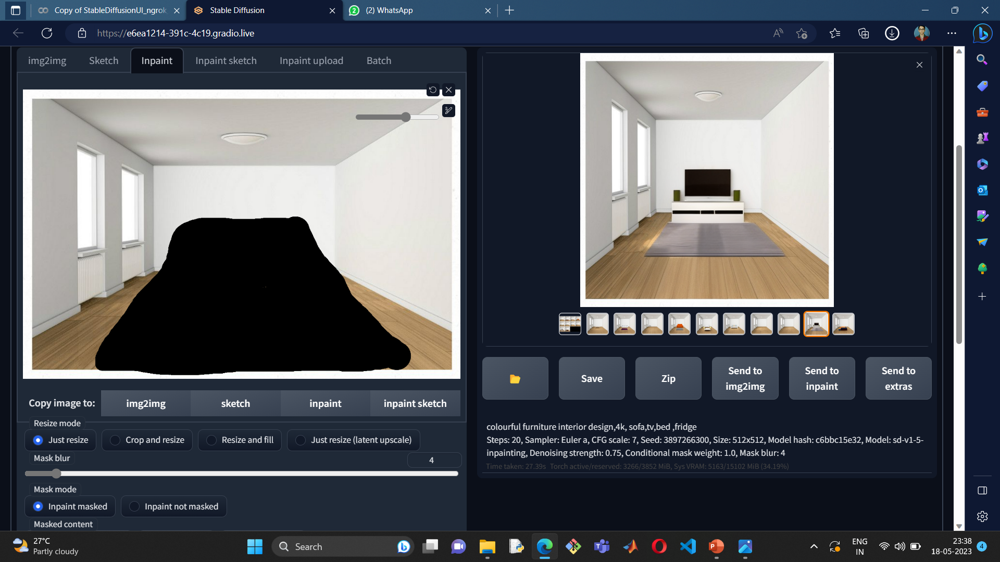 Copy of StableDiffusionUI_ngrok
Stable Diffusion
(2) WhatsApp
https://e6ea1214-391c-4c19.gradio.live
img2img
Sketch
Inpaint
Inpaint sketch
Inpaint upload
Batch
Copy image to:
img2img
sketch
inpaint
inpaint sketch
Resize mode
Just resize
Crop and resize
Resize and fill
Just resize (latent upscale)
Mask blur
4
Mask mode
Inpaint masked
Inpaint not masked
Masked content
Save
Zip
Send to
img2img
Send to
inpaint
Send to
extras
colourful furniture interior design,4k, sofa,tv,bed ,fridge
Steps: 20, Sampler: Euler a, CFG scale: 7, Seed: 3897266300, Size: 512x512, Model hash: c6bbc15e32, Model: sd-v1-5-
inpainting, Denoising strength: 0.75, Conditional mask weight: 1.0, Mask blur: 4
Time taken: 27.39s Torch active/reserved: 3266/3852 MiB, Sys VRAM: 5163/15102 MiB (34.19%)
27°C
Partly cloudy
Search
ENG
IN
23:38
18-05-2023
4